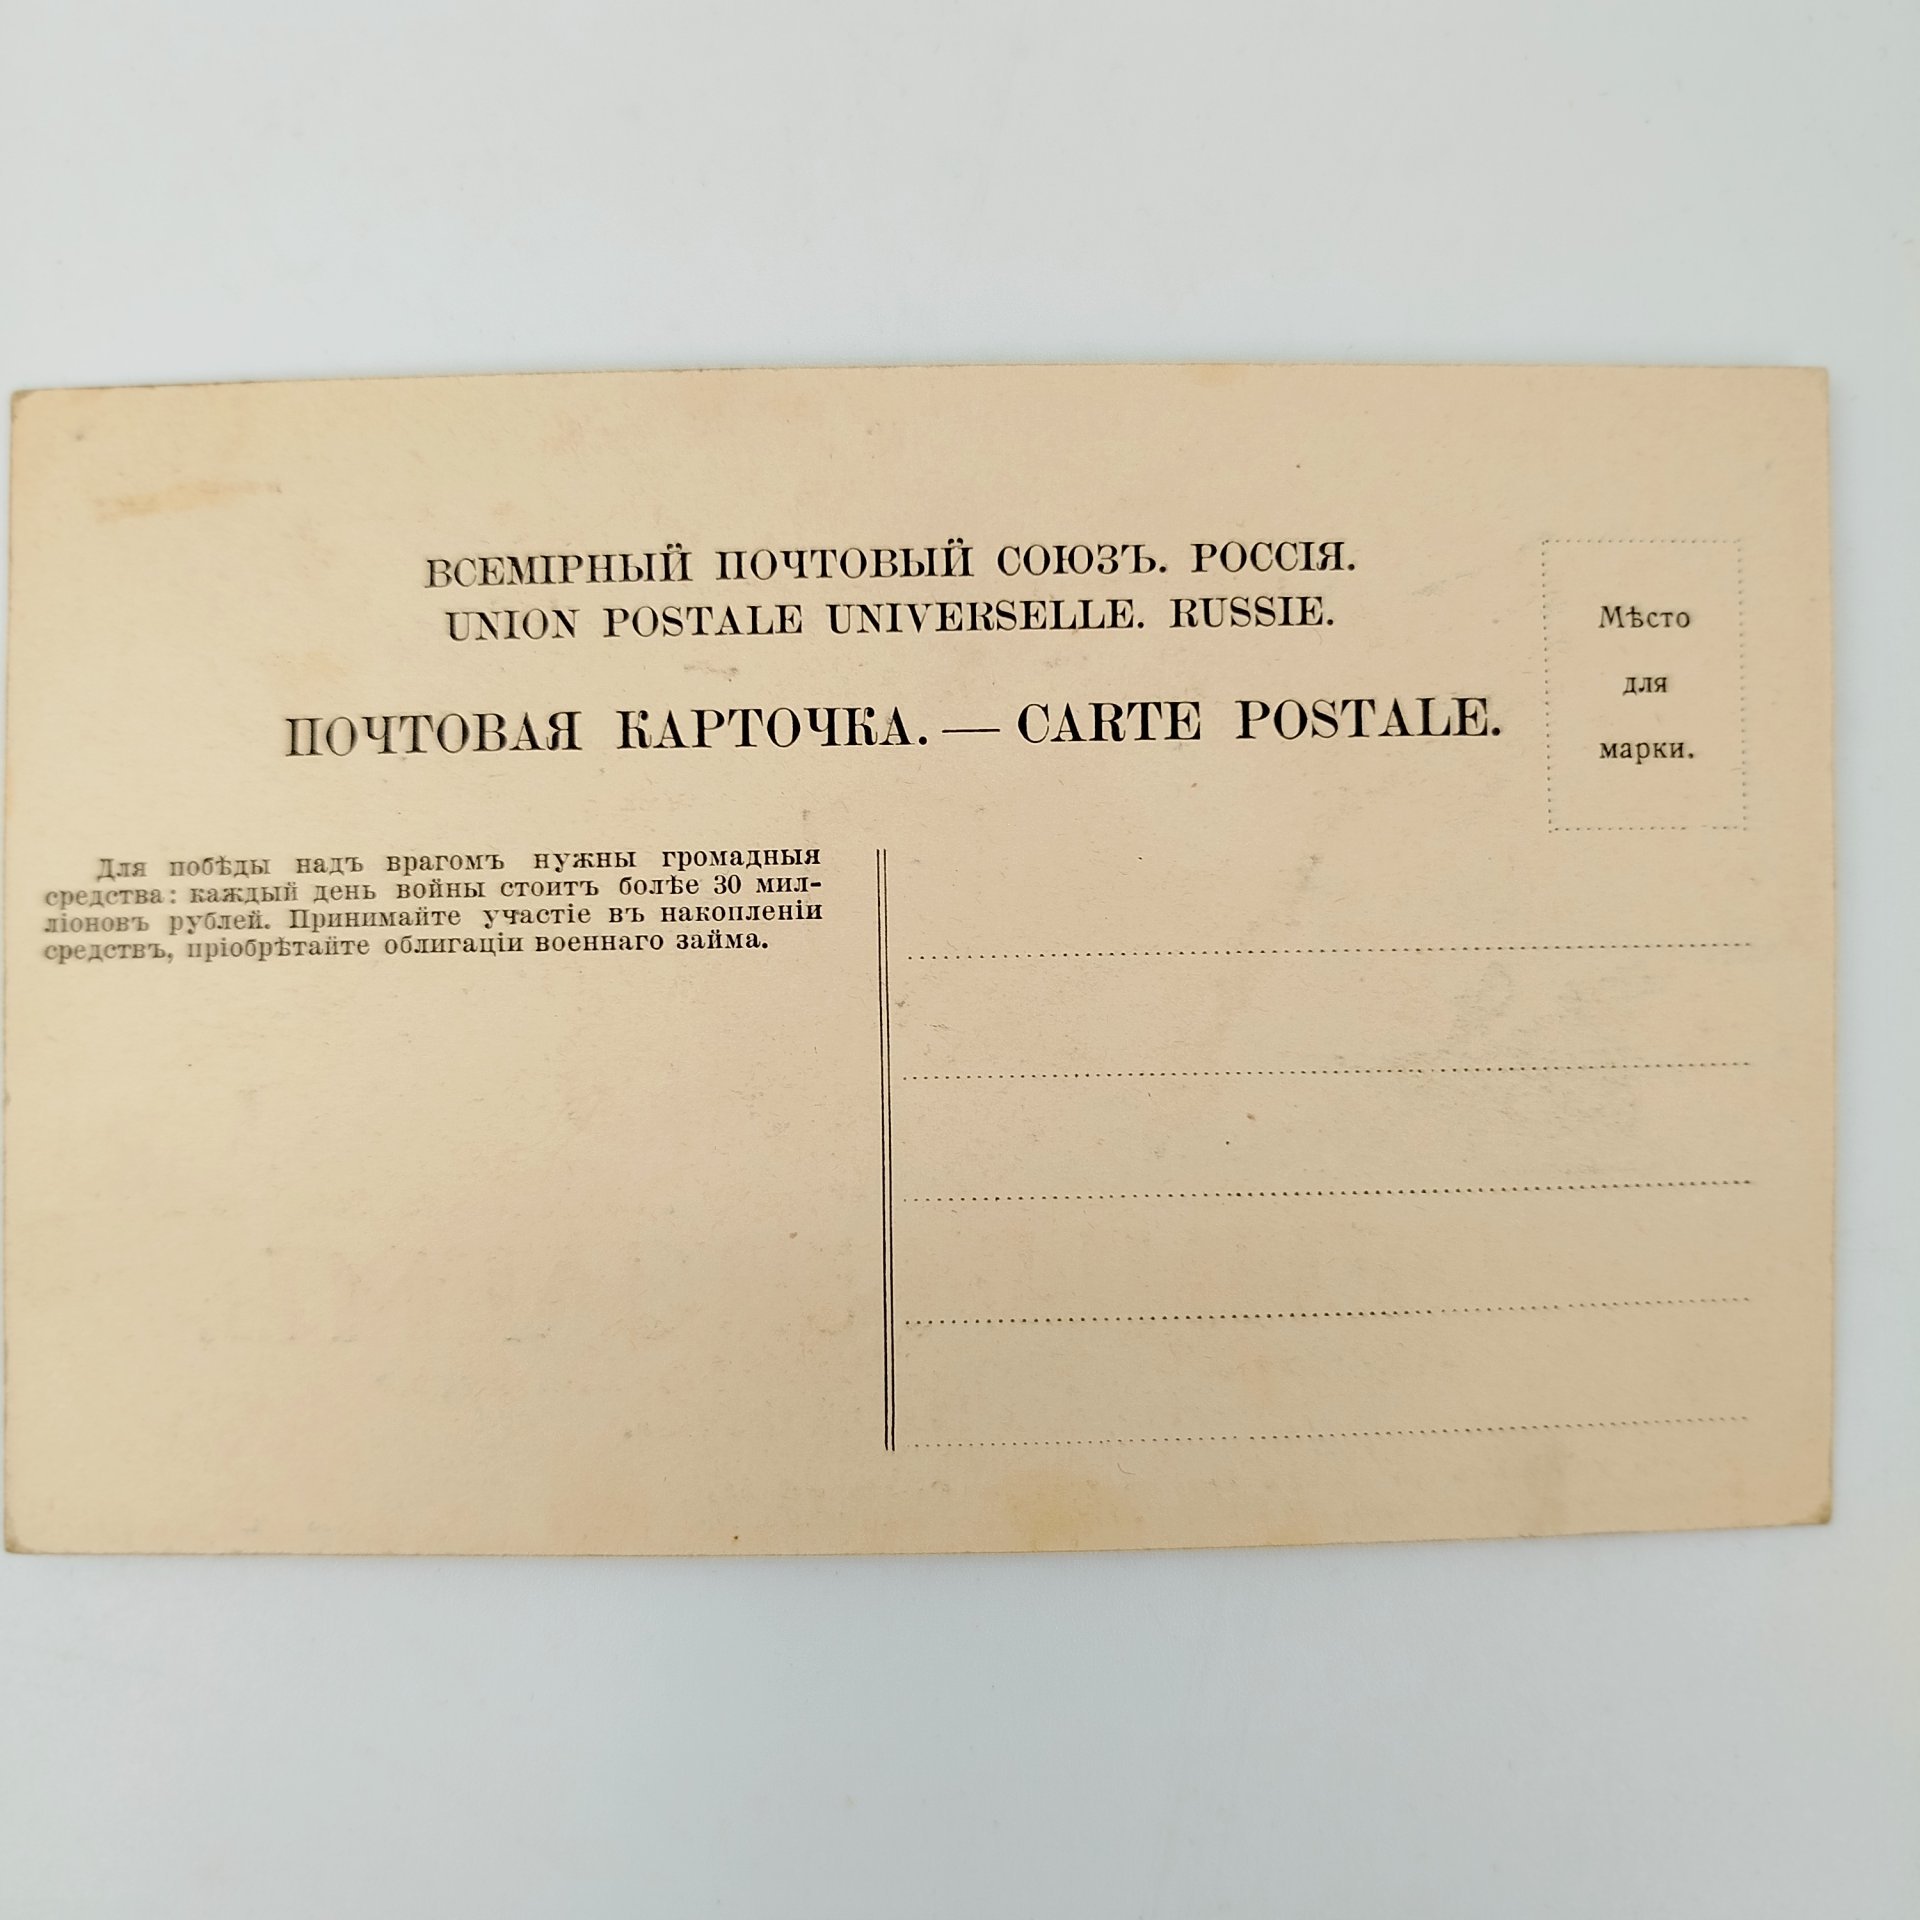 ВСЕМІРНЫЙ ПОЧТОВЫЙ СОЮЗЪ. РОССІЯ.
UNION POSTALE UNIVERSELLE. RUSSIE.
ПОЧТОВАЯ КАРТОЧКА. — CARTE POSTALE.
Мѣсто
для
марки.
Для побѣды надъ врагомъ нужны громадныя
средства: каждый день войны стоитъ болѣе 30 мил-
ліоновъ рублей. Принимайте участіе въ накопленіи
средствъ, пріобрѣтайте облигаціи военнаго займа.